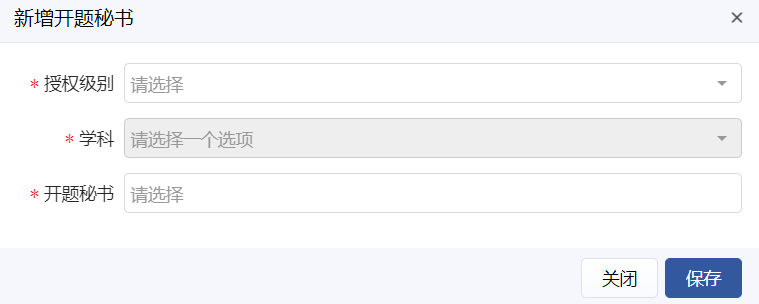 新增开题秘书
* 授权级别 请选择
* 学科 请选择一个选项
* 开题秘书 请选择
关闭 保存